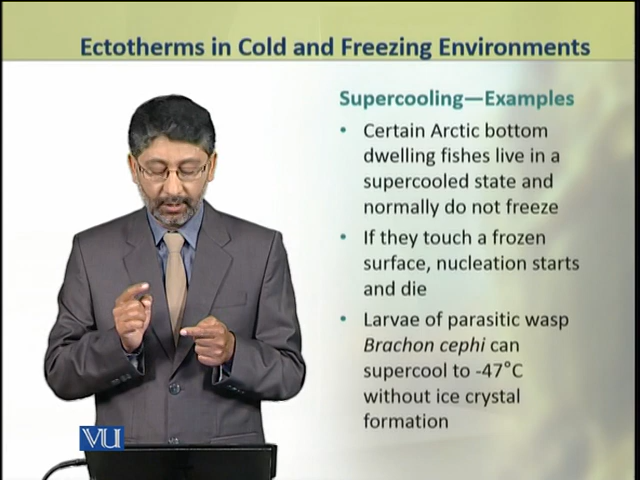 Ectotherms in Cold and Freezing Environments
Supercooling—Examples
• Certain Arctic bottom
dwelling fishes live in a
supercooled state and
normally do not freeze
• If they touch a frozen
surface, nucleation starts
and die
• Larvae of parasitic wasp
Brachon cephi can
supercool to -47°C
without ice crystal
formation
VU